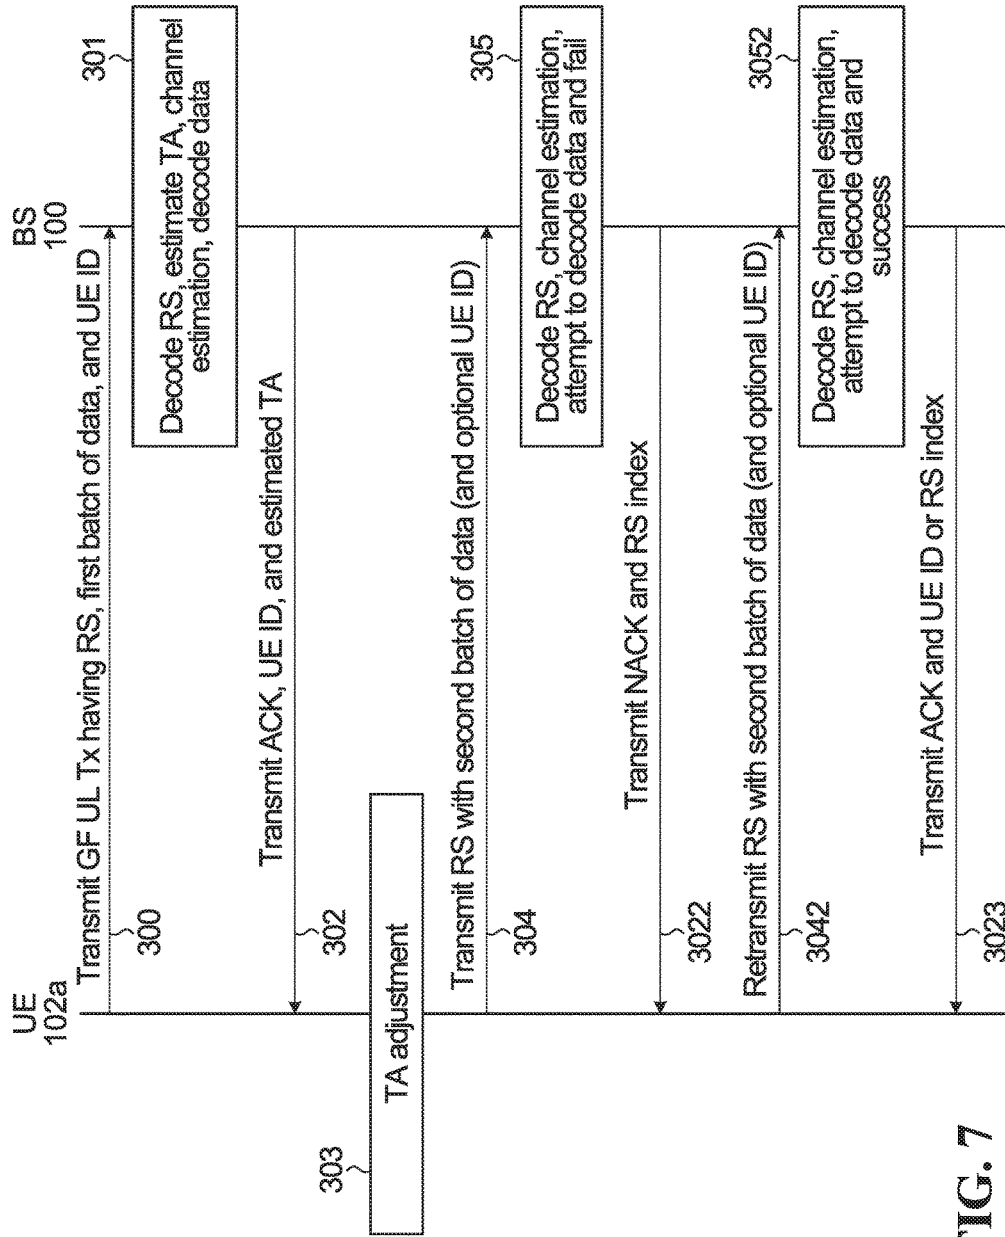 UE
102a
BS
100
Transmit GF UL Tx having RS, first batch of data, and UE ID
300
301
Decode RS, estimate TA, channel
estimation, decode data
Transmit ACK, UE ID, and estimated TA
302
303
TA adjustment
Transmit RS with second batch of data (and optional UE ID)
304
305
Decode RS, channel estimation,
attempt to decode data and fail
Transmit NACK and RS index
3022
Retransmit RS with second batch of data (and optional UE ID)
3042
3052
Decode RS, channel estimation,
attempt to decode data and
success
Transmit ACK and UE ID or RS index
3023
FIG. 7